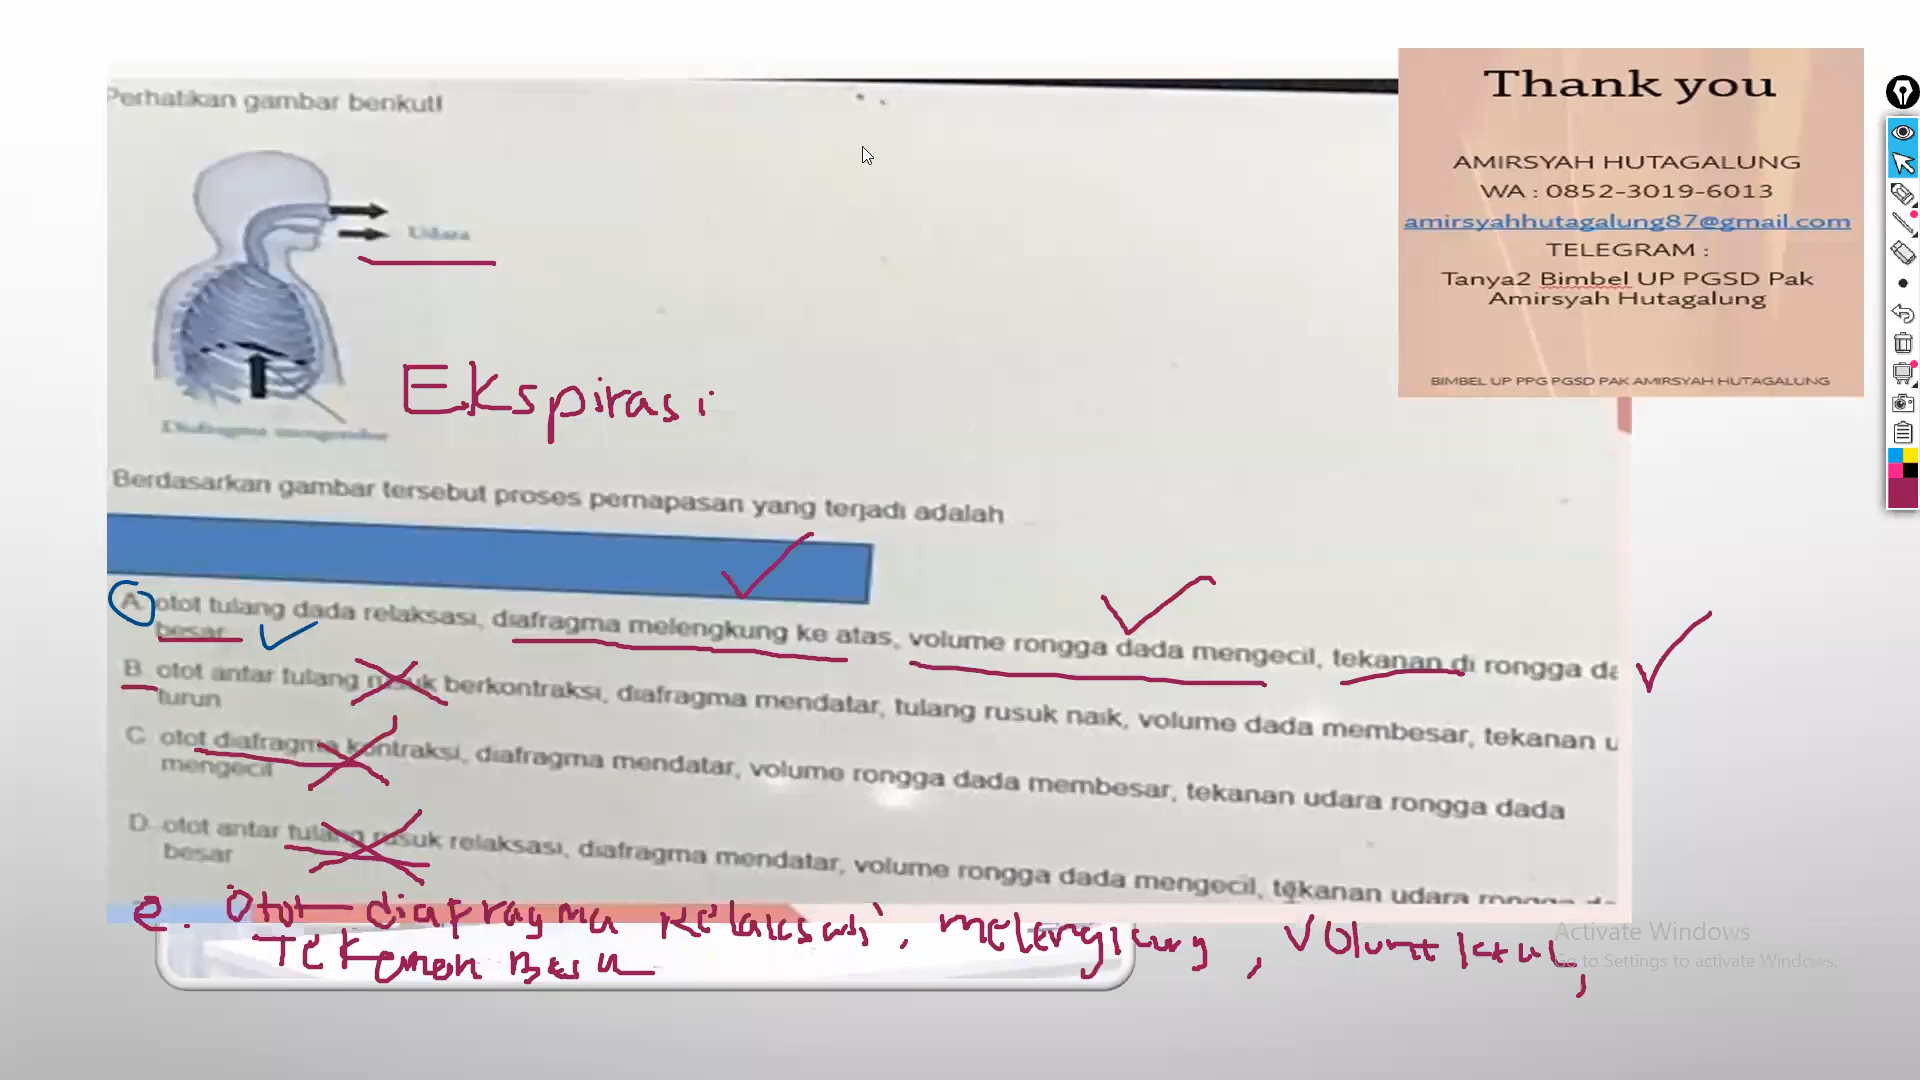 Perhatikan gambar berikut!
Udara
Ekspirasi
Diafragma mengendur
Berdasarkan gambar tersebut proses pernapasan yang terjadi adalah
A. otot tulang dada relaksasi, diafragma melengkung ke atas, volume rongga dada mengecil, tekanan di rongga da
besar
B. otot antar tulang rusuk berkontraksi, diafragma mendatar, tulang rusuk naik, volume dada membesar, tekanan u
turun
C. otot diafragma kontraksi, diafragma mendatar, volume rongga dada membesar, tekanan udara rongga dada
mengecil
D. otot antar tulang rusuk relaksasi, diafragma mendatar, volume rongga dada mengecil, tekanan udara rongga da
besar
e. Otot diafragma Relaksasi, melengkung, Volume
Tekanan
Thank you
AMIRSYAH HUTAGALUNG
WA : 0852-3019-6013
amirsyahhutagalung87@gmail.com
TELEGRAM :
Tanya2 Bimbel UP PGSD Pak
Amirsyah Hutagalung
BIMBEL UP PPG PGSD PAK AMIRSYAH HUTAGALUNG
Activate Windows
Go to Settings to activate Windows.